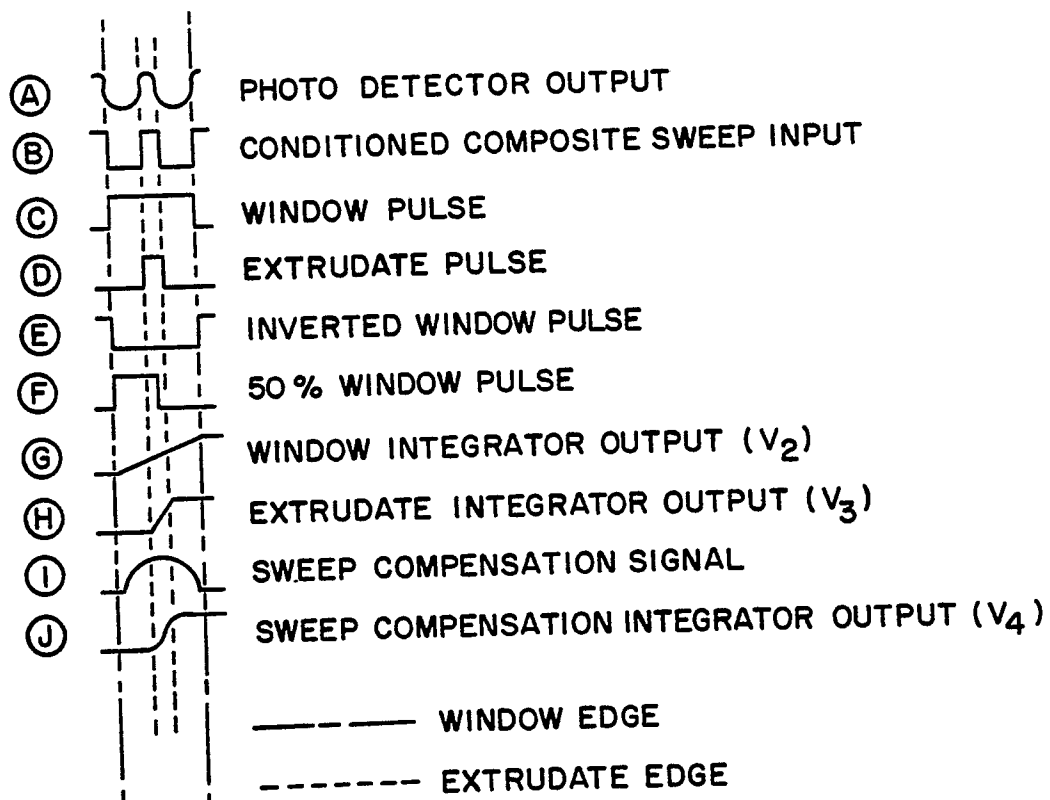 A PHOTO DETECTOR OUTPUT
B CONDITIONED COMPOSITE SWEEP INPUT
C WINDOW PULSE
D EXTRUDATE PULSE
E INVERTED WINDOW PULSE
F 50% WINDOW PULSE
G WINDOW INTEGRATOR OUTPUT (V2)
H EXTRUDATE INTEGRATOR OUTPUT (V3)
I SWEEP COMPENSATION SIGNAL
J SWEEP COMPENSATION INTEGRATOR OUTPUT (V4)
WINDOW EDGE
EXTRUDATE EDGE